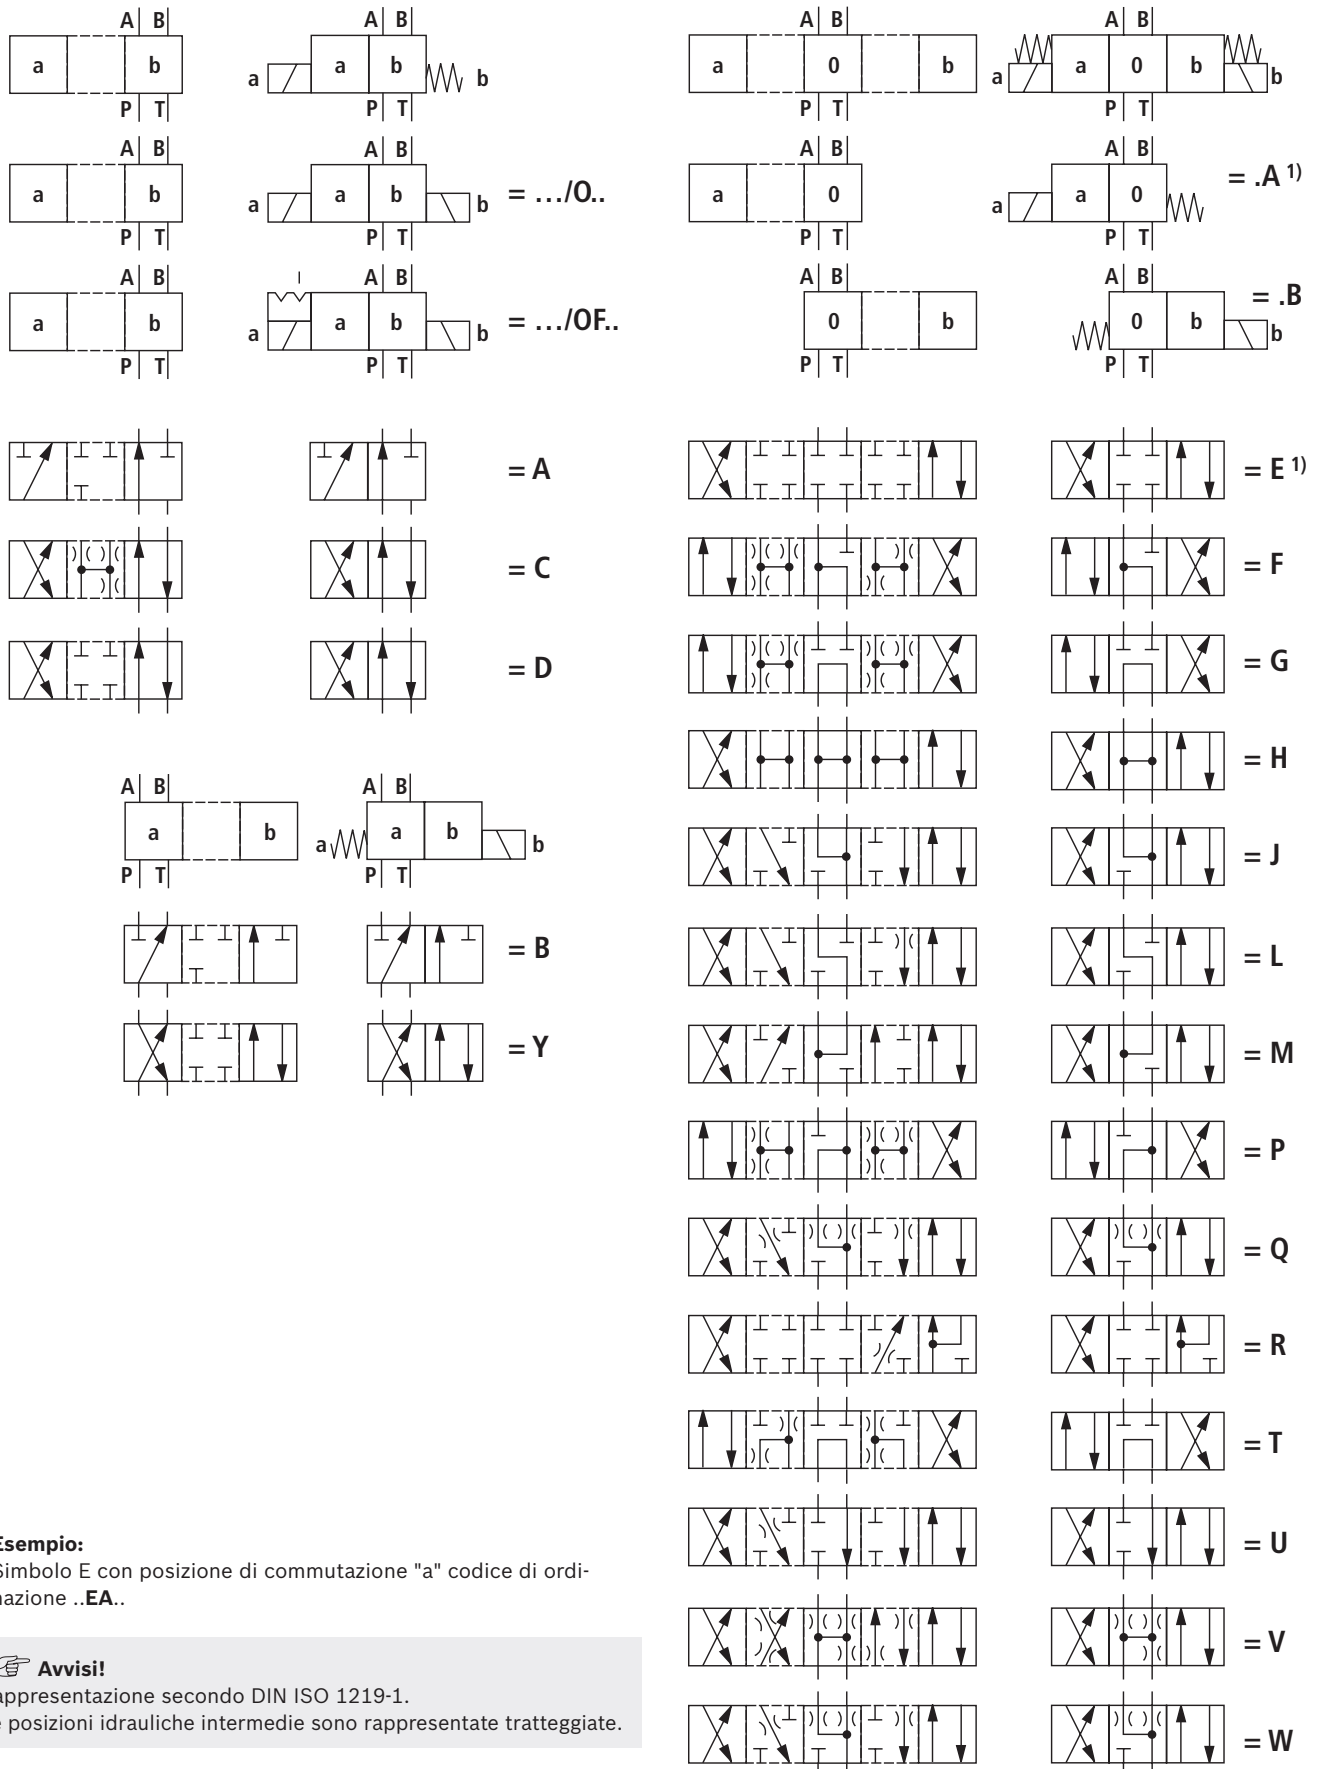 A B
a b
P T
A B
a a b b
P T
A B
a b
P T
A B
a a b b = .../O..
P T
A B
a b
P T
A B
a a b b = .../OF..
P T
= A
= C
= D
A B
a b
P T
A B
a a b b
P T
= B
= Y
Esempio:
Simbolo E con posizione di commutazione "a" codice di ordi-
nazione ..EA..
Avvisi!
appresentazione secondo DIN ISO 1219-1.
e posizioni idrauliche intermedie sono rappresentate tratteggiate.
A B
a 0 b
P T
A B
a a 0 b b
P T
A B
a 0
P T
A B
a a 0 = .A 1)
P T
A B
0 b
P T
A B
0 b b = .B
P T
= E 1)
= F
= G
= H
= J
= L
= M
= P
= Q
= R
= T
= U
= V
= W